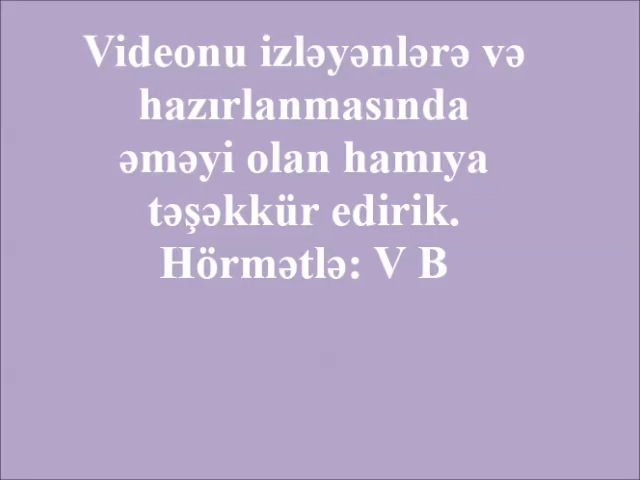 Videonu izləyənlərə və
hazırlanmasında
əməyi olan hamıya
təşəkkür edirik.
Hörmətlə: V B